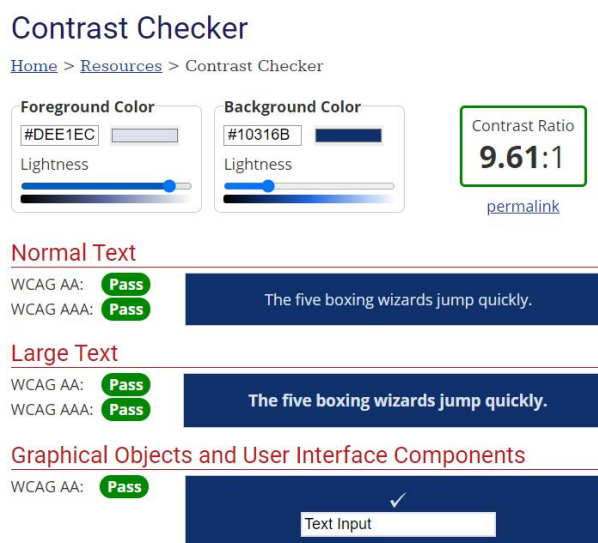 Contrast Checker
Home > Resources > Contrast Checker
Foreground Color
#DEE1EC
Lightness
Background Color
#10316B
Lightness
Contrast Ratio
9.61:1
permalink
Normal Text
WCAG AA: Pass
WCAG AAA: Pass
The five boxing wizards jump quickly.
Large Text
WCAG AA: Pass
WCAG AAA: Pass
The five boxing wizards jump quickly.
Graphical Objects and User Interface Components
WCAG AA: Pass
✓
Text Input